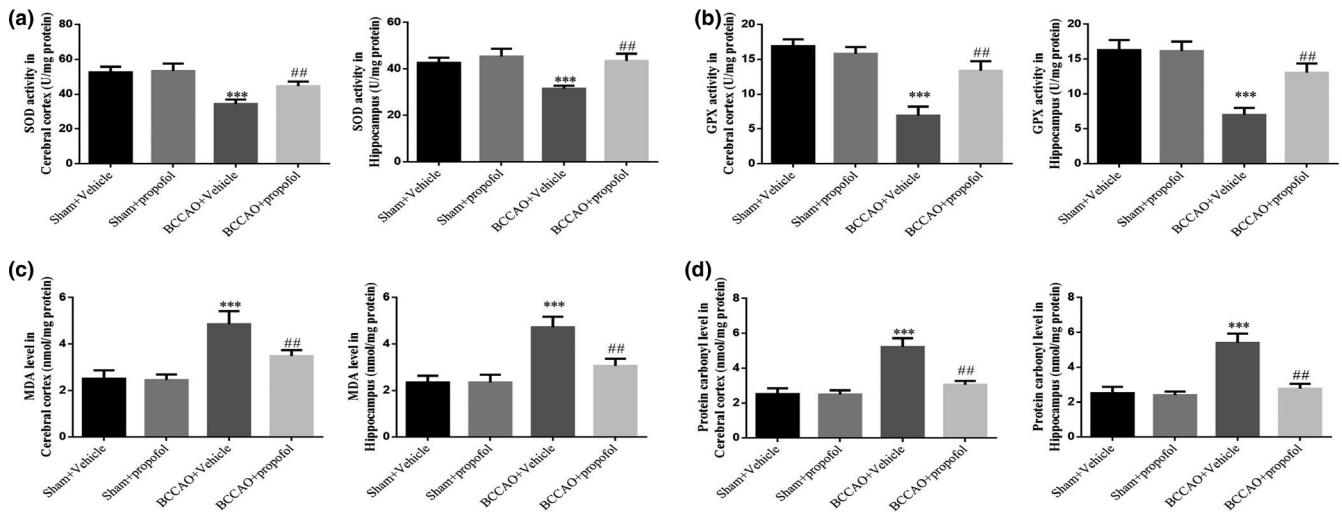 (a)
SOD activity in
Cerebral cortex (U/mg protein)
80
60
40
20
0
***
##
Sham+Vehicle
Sham+propofol
BCCAO+Vehicle
BCCAO+propofol
SOD activity in
Hippocampus (U/mg protein)
60
40
20
0
***
##
Sham+Vehicle
Sham+propofol
BCCAO+Vehicle
BCCAO+propofol
(b)
GPX activity in
Cerebral cortex (U/mg protein)
20
15
10
5
0
***
##
Sham+Vehicle
Sham+propofol
BCCAO+Vehicle
BCCAO+propofol
GPX activity in
Hippocampus (U/mg protein)
20
15
10
5
0
***
##
Sham+Vehicle
Sham+propofol
BCCAO+Vehicle
BCCAO+propofol
(c)
MDA level in
Cerebral cortex (nmol/mg protein)
6
4
2
0
***
##
Sham+Vehicle
Sham+propofol
BCCAO+Vehicle
BCCAO+propofol
MDA level in
Hippocampus (nmol/mg protein)
6
4
2
0
***
##
Sham+Vehicle
Sham+propofol
BCCAO+Vehicle
BCCAO+propofol
(d)
Protein carbonyl level in
Cerebral cortex (nmol/mg protein)
8
6
4
2
0
***
##
Sham+Vehicle
Sham+propofol
BCCAO+Vehicle
BCCAO+propofol
Protein carbonyl level in
Hippocampus (nmol/mg protein)
8
6
4
2
0
***
##
Sham+Vehicle
Sham+propofol
BCCAO+Vehicle
BCCAO+propofol